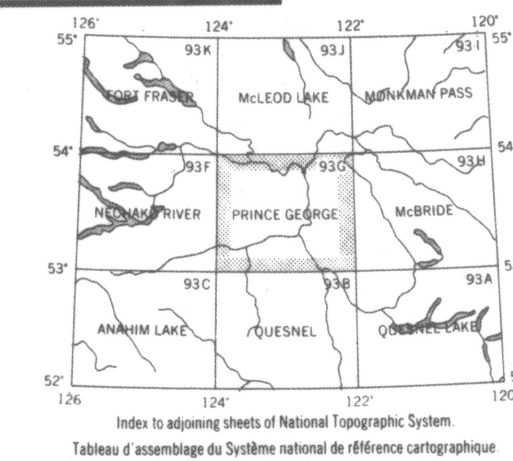 126° 124° 122° 120°
55° 93K 93J 93I 55°
FORT FRASER McLEOD LAKE MONKMAN PASS
54° 93F 93G 93H 54°
NECHAKO RIVER PRINCE GEORGE McBRIDE
53° 93C 93B 93A 53°
ANAHIM LAKE QUESNEL QUESNEL LAKE
52°
126 124° 122° 120
Index to adjoining sheets of National Topographic System.
Tableau d'assemblage du Système national de référence cartographique.